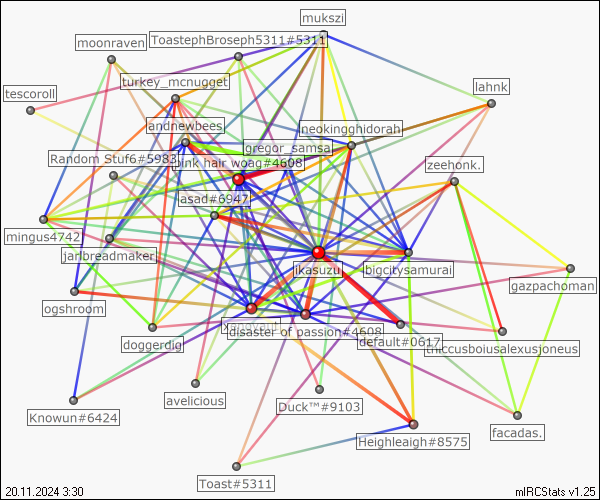 mukszi
moonraven
ToastephBroseph5311#5311
turkey_mcnugget
lahnk
tescoroll
andnewbees
neokingghidorah
gregor_samsa
Random Stuf6#5983
pink hair woag#4608
zeehonk.
asad#6947
mingus4742
jarlbreadmaker
ikasuzu
bigcitysamurai
gazpachoman
ogshroom
disaster of passion#4608
doggerdig
default#0617
thiccusboiusalexusjoneus
avelicious
Duck™#9103
Knowun#6424
facadas.
Heighleaigh#8575
Toast#5311
20.11.2024 3:30
mIRCStats v1.25